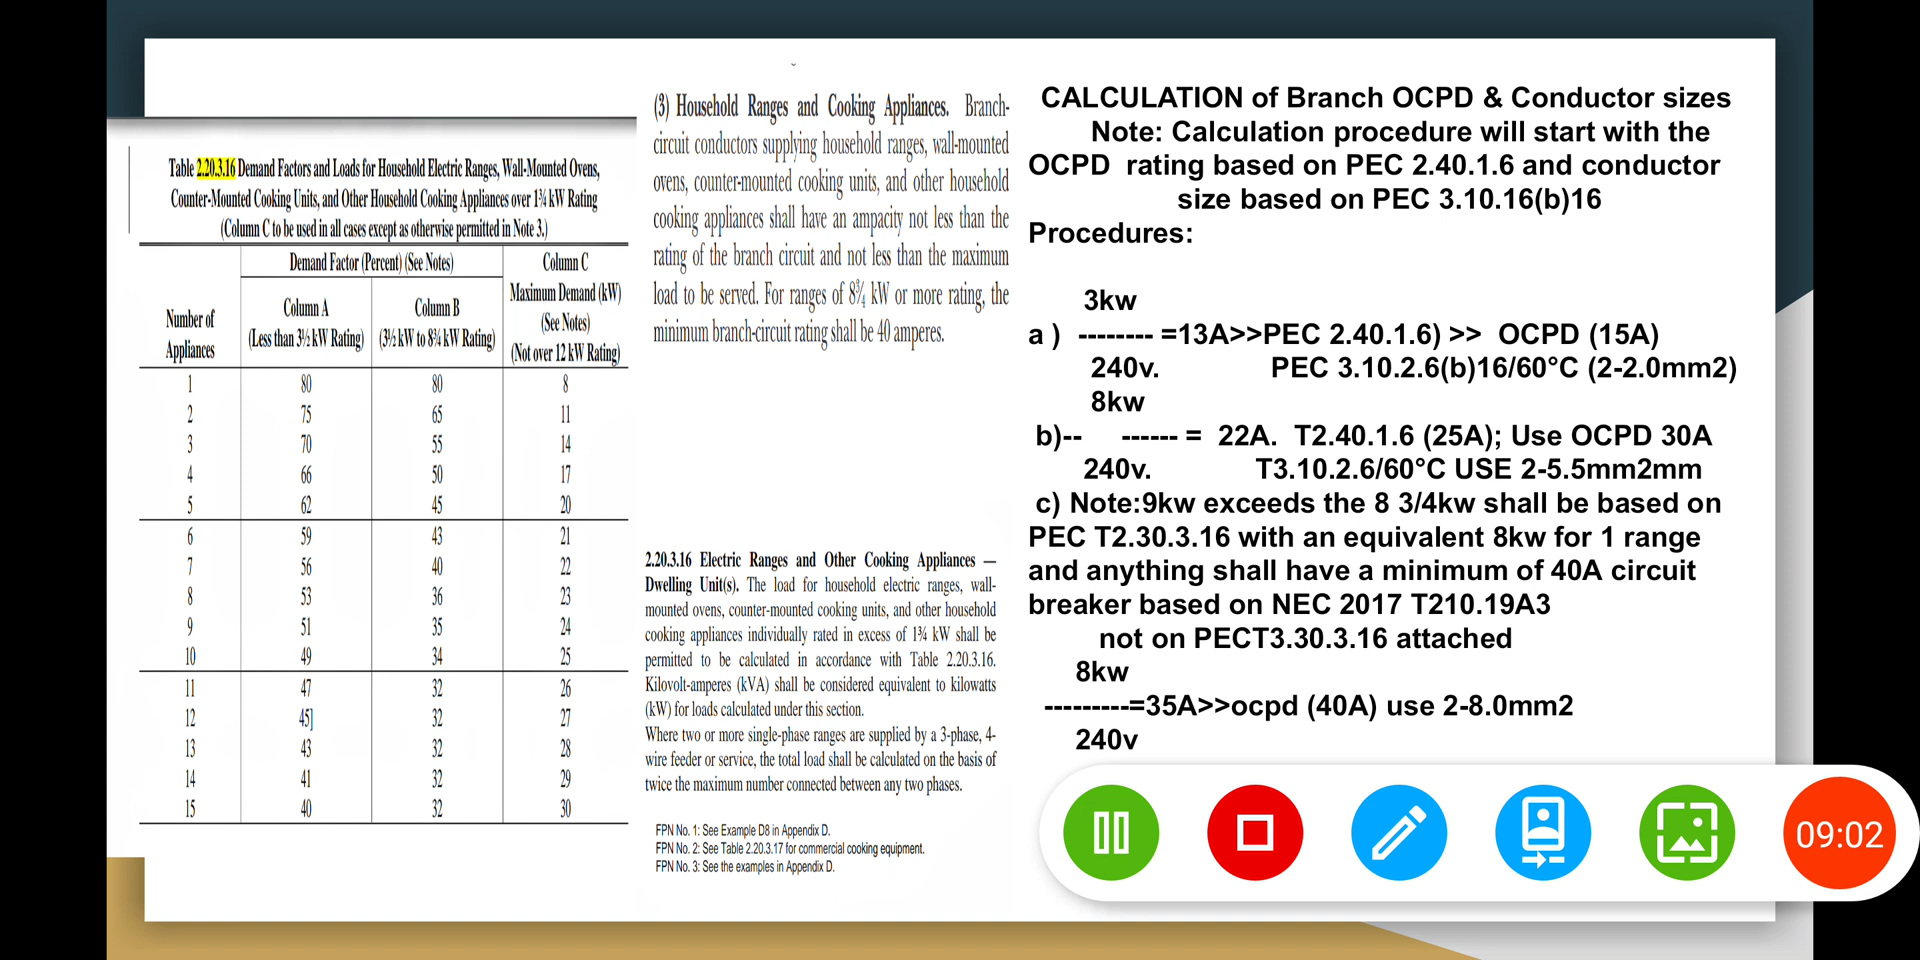 Table 2.20.3.16 Demand Factors and Loads for Household Electric Ranges, Wall-Mounted Ovens,
Counter-Mounted Cooking Units, and Other Household Cooking Appliances over 1¾ kW Rating
(Column C to be used in all cases except as otherwise permitted in Note 3.)
Demand Factor (Percent) (See Notes)
Column C
Maximum Demand (kW)
(See Notes)
(Not over 12 kW Rating)
Number of
Appliances
Column A
(Less than 3½ kW Rating)
Column B
(3½ kW to 8¾ kW Rating)
1 80 80 8
2 75 65 11
3 70 55 14
4 66 50 17
5 62 45 20
6 59 43 21
7 56 40 22
8 53 36 23
9 51 35 24
10 49 34 25
11 47 32 26
12 45] 32 27
13 43 32 28
14 41 32 29
15 40 32 30
(3) Household Ranges and Cooking Appliances. Branch-
circuit conductors supplying household ranges, wall-mounted
ovens, counter-mounted cooking units, and other household
cooking appliances shall have an ampacity not less than the
rating of the branch circuit and not less than the maximum
load to be served. For ranges of 8¾ kW or more rating, the
minimum branch-circuit rating shall be 40 amperes.
2.20.3.16 Electric Ranges and Other Cooking Appliances —
Dwelling Unit(s). The load for household electric ranges, wall-
mounted ovens, counter-mounted cooking units, and other household
cooking appliances individually rated in excess of 1¾ kW shall be
permitted to be calculated in accordance with Table 2.20.3.16.
Kilovolt-amperes (kVA) shall be considered equivalent to kilowatts
(kW) for loads calculated under this section.
Where two or more single-phase ranges are supplied by a 3-phase, 4-
wire feeder or service, the total load shall be calculated on the basis of
twice the maximum number connected between any two phases.
FPN No. 1: See Example D8 in Appendix D.
FPN No. 2: See Table 2.20.3.17 for commercial cooking equipment.
FPN No. 3: See the examples in Appendix D.
CALCULATION of Branch OCPD & Conductor sizes
Note: Calculation procedure will start with the
OCPD rating based on PEC 2.40.1.6 and conductor
size based on PEC 3.10.16(b)16
Procedures:
3kw
a ) -------- =13A>>PEC 2.40.1.6) >> OCPD (15A)
240v. PEC 3.10.2.6(b)16/60°C (2-2.0mm2)
8kw
b)-- ------ = 22A. T2.40.1.6 (25A); Use OCPD 30A
240v. T3.10.2.6/60°C USE 2-5.5mm2mm
c) Note:9kw exceeds the 8 3/4kw shall be based on
PEC T2.30.3.16 with an equivalent 8kw for 1 range
and anything shall have a minimum of 40A circuit
breaker based on NEC 2017 T210.19A3
not on PECT3.30.3.16 attached
8kw
---------=35A>>ocpd (40A) use 2-8.0mm2
240v
09:02